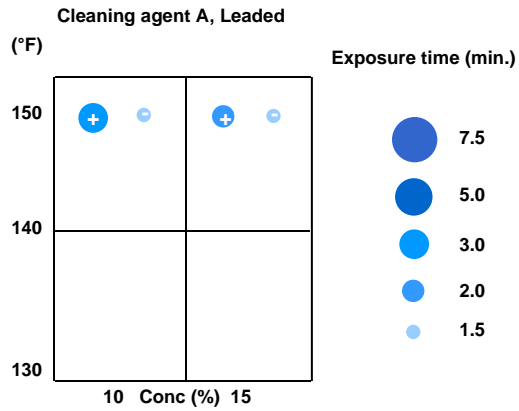 Cleaning agent A, Leaded
(°F)
Exposure time (min.)
150
+ - + -
7.5
5.0
140
3.0
2.0
1.5
130
10 Conc (%) 15